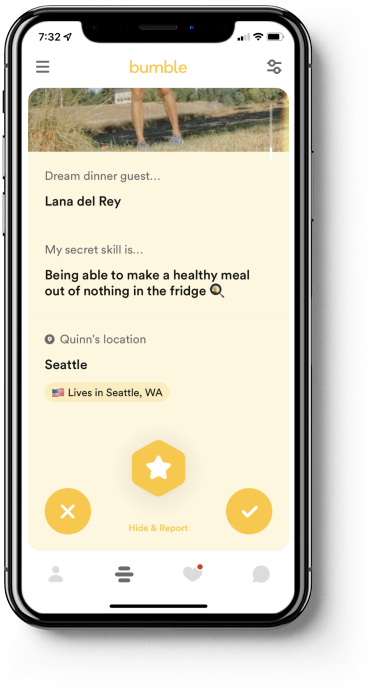 7:32
bumble
Dream dinner guest...
Lana del Rey
My secret skill is...
Being able to make a healthy meal
out of nothing in the fridge 🍳
Quinn's location
Seattle
🇺🇸 Lives in Seattle, WA
Hide & Report